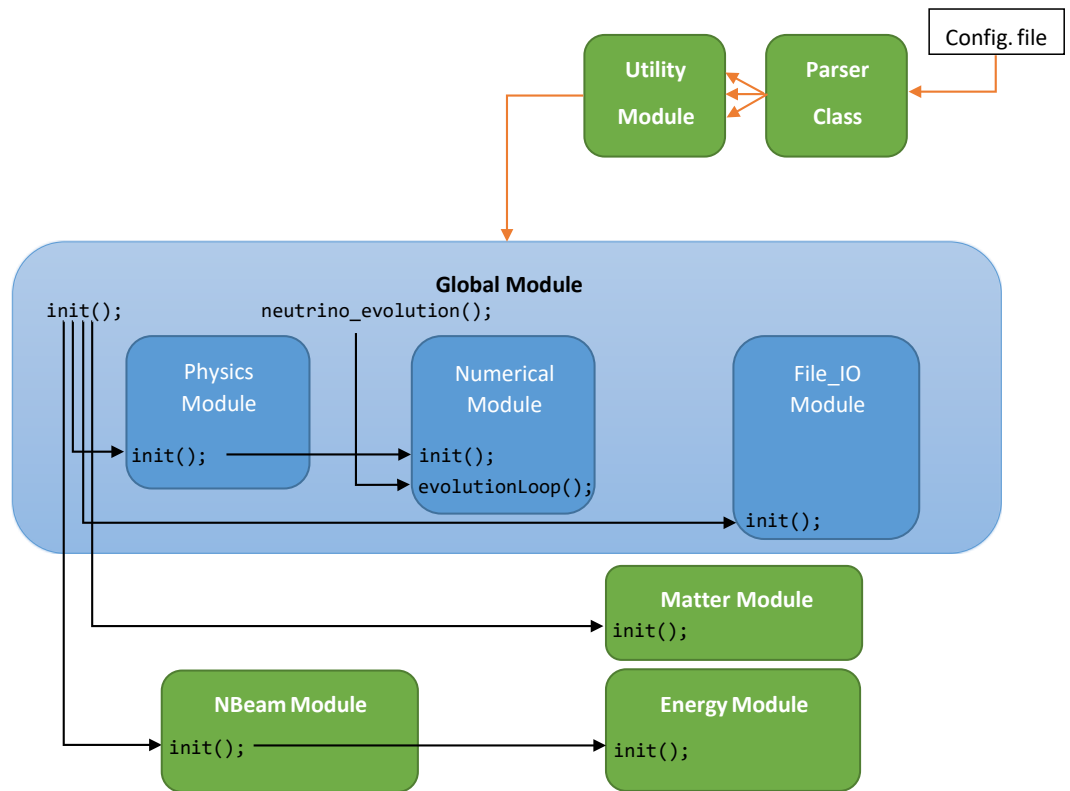 Config. file
Utility
Module
Parser
Class
Global Module
init();
neutrino_evolution();
Physics
Module
init();
Numerical
Module
init();
evolutionLoop();
File_IO
Module
init();
Matter Module
init();
NBeam Module
init();
Energy Module
init();